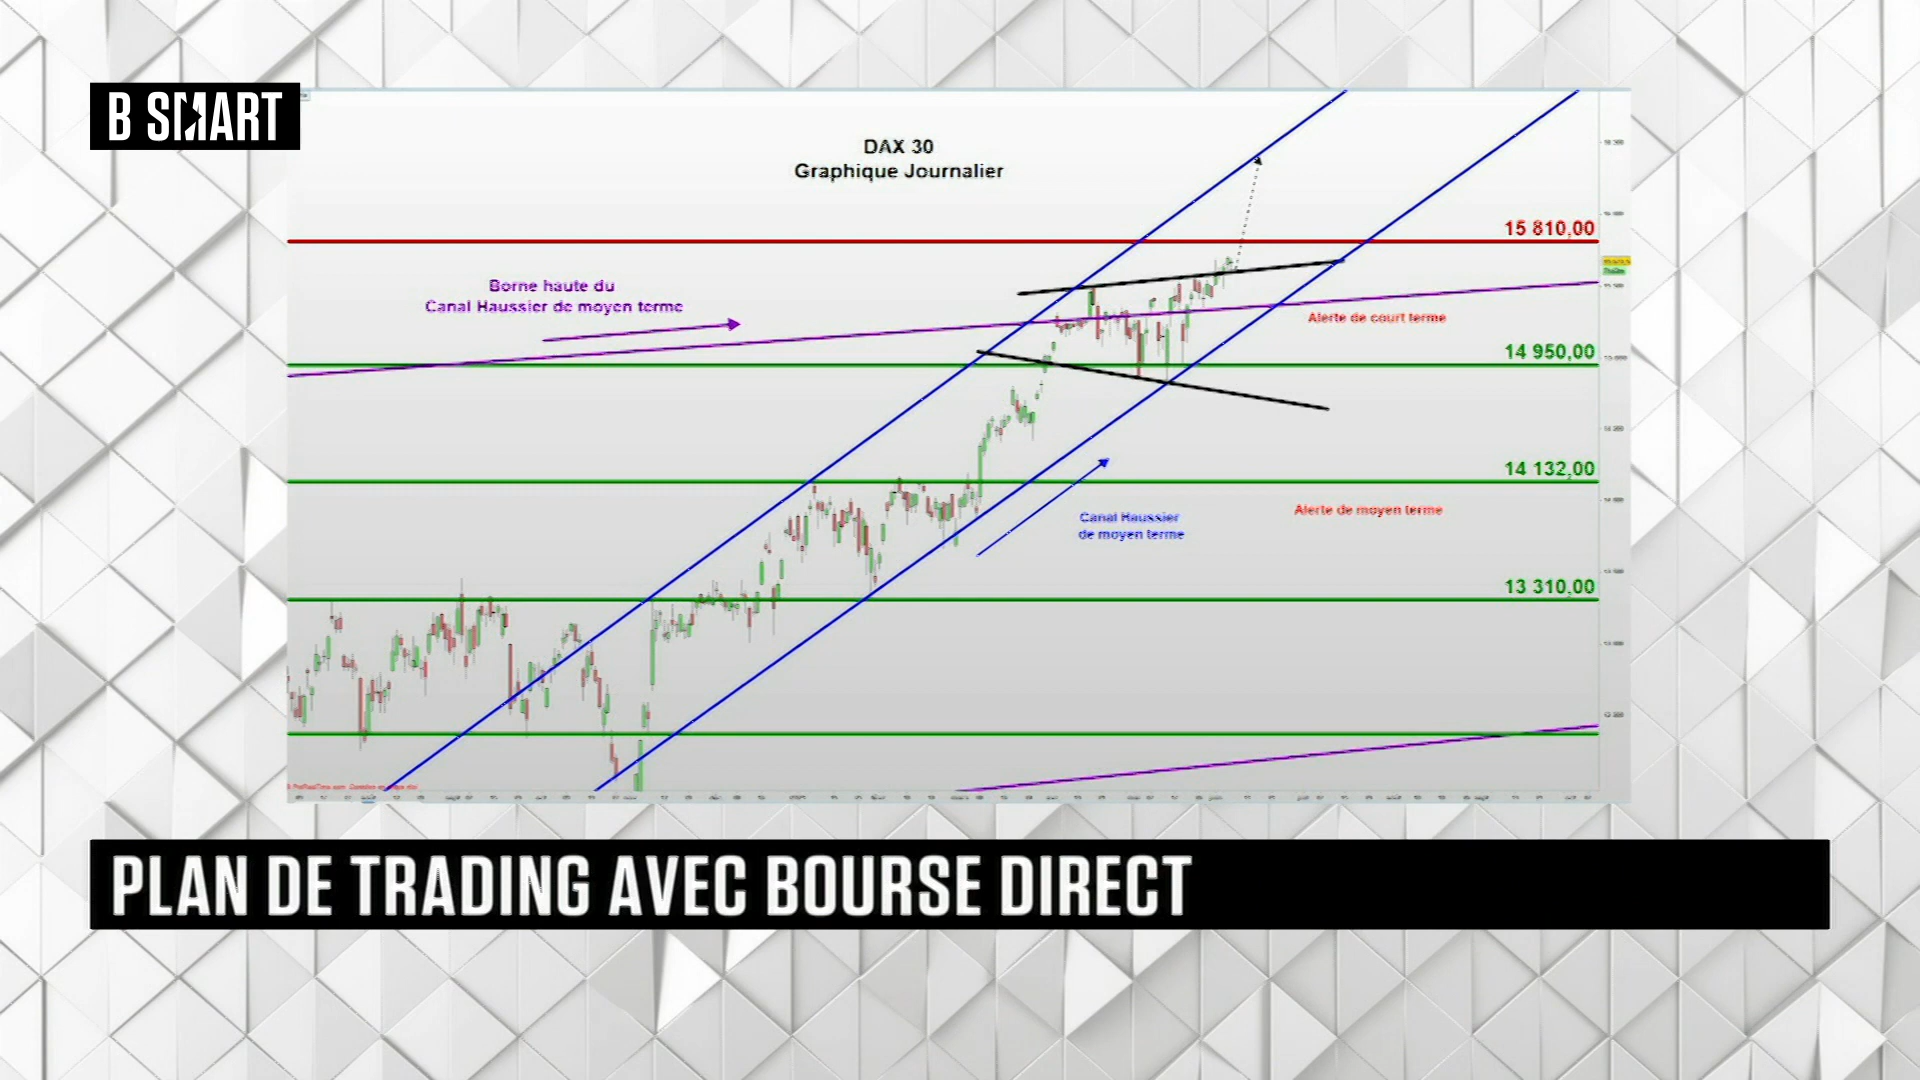 B SMART
DAX 30
Graphique Journalier
15 810,00
Borne haute du
Canal Haussier de moyen terme
Alerte de court terme
14 950,00
14 132,00
Alerte de moyen terme
Canal Haussier
de moyen terme
13 310,00
PLAN DE TRADING AVEC BOURSE DIRECT